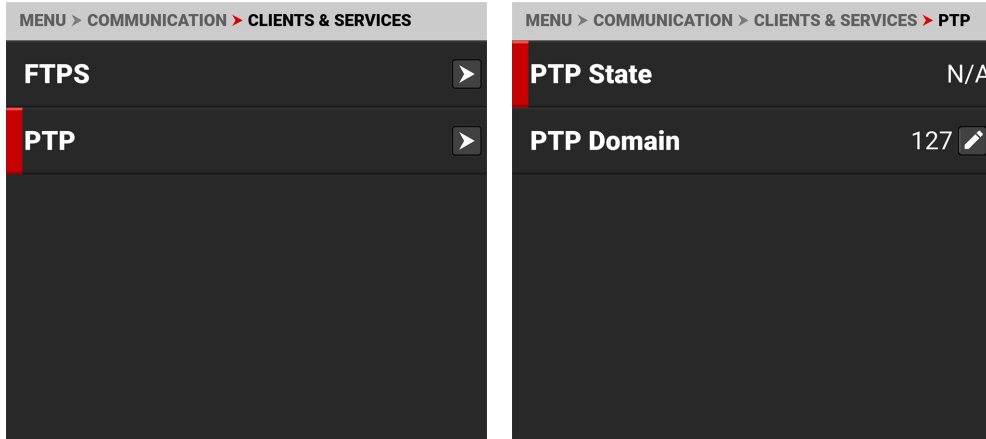 MENU > COMMUNICATION > CLIENTS & SERVICES
FTPS
PTP
MENU > COMMUNICATION > CLIENTS & SERVICES > PTP
PTP State N/A
PTP Domain 127